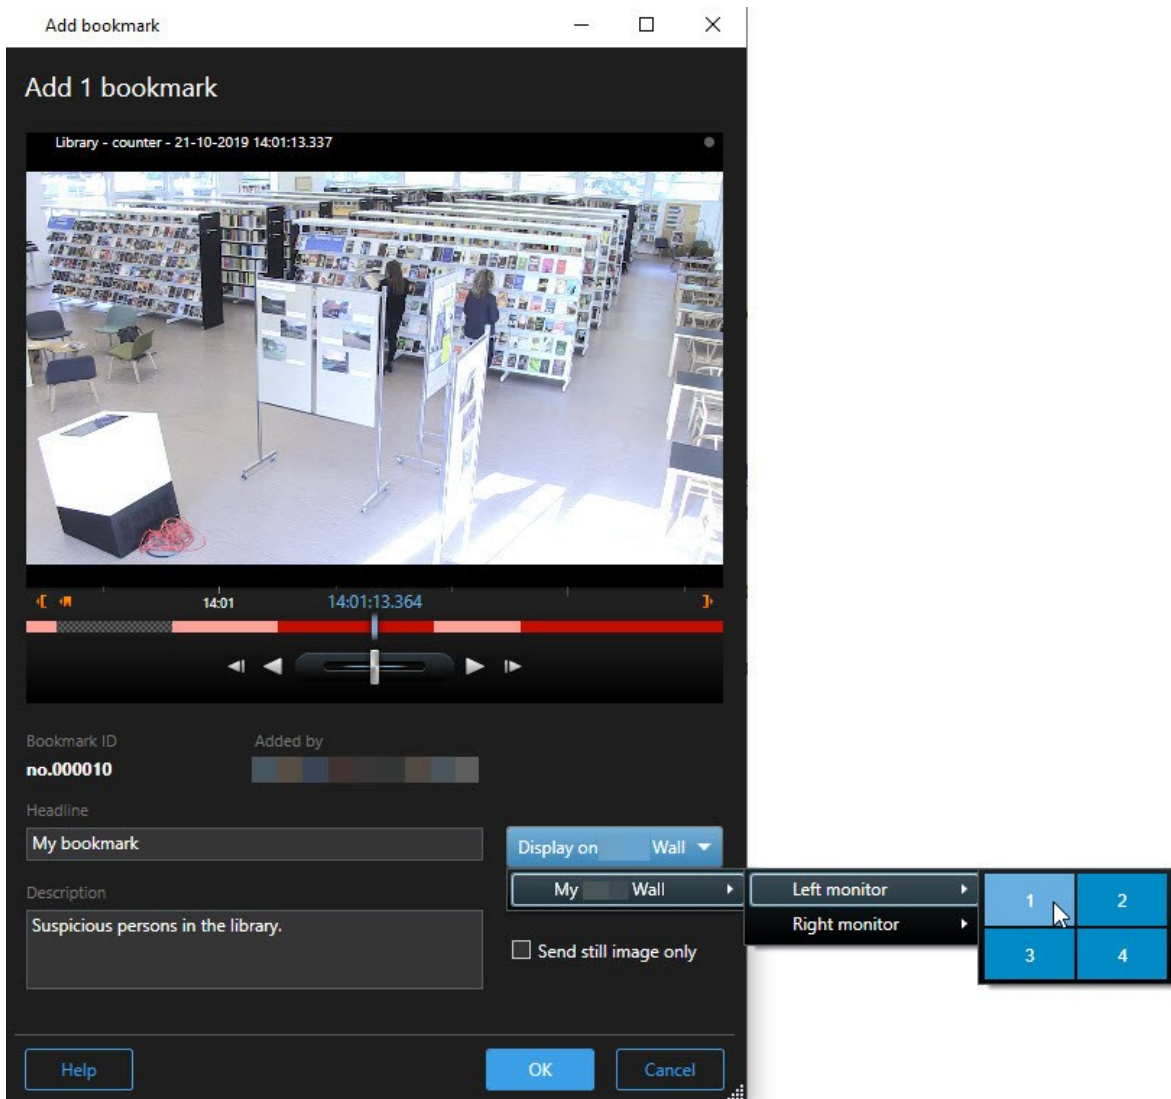 Add bookmark
Add 1 bookmark
Library - counter - 21-10-2019 14:01:13.337
14:01
14:01:13.364
Bookmark ID
Added by
no.000010
Headline
My bookmark
Display on Wall
My Wall
Left monitor
Right monitor
1
2
3
4
Description
Suspicious persons in the library.
Send still image only
Help
OK
Cancel